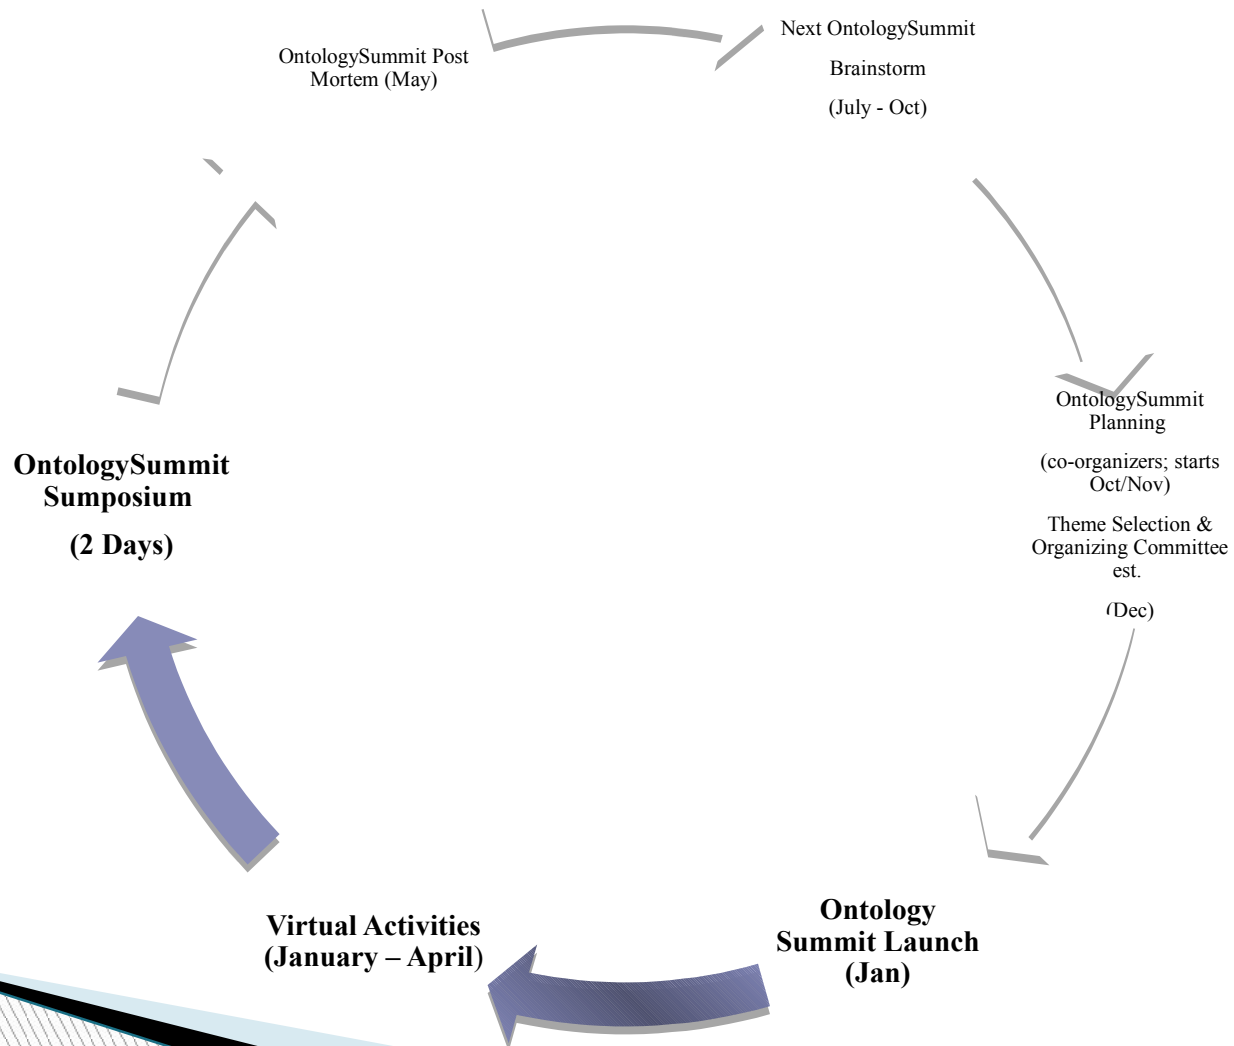 OntologySummit Post
Mortem (May)
Next OntologySummit
Brainstorm
(July - Oct)
OntologySummit
Planning
(co-organizers; starts
Oct/Nov)
Theme Selection &
Organizing Committee
est.
(Dec)
Ontology
Summit Launch
(Jan)
Virtual Activities
(January – April)
OntologySummit
Sumposium
(2 Days)